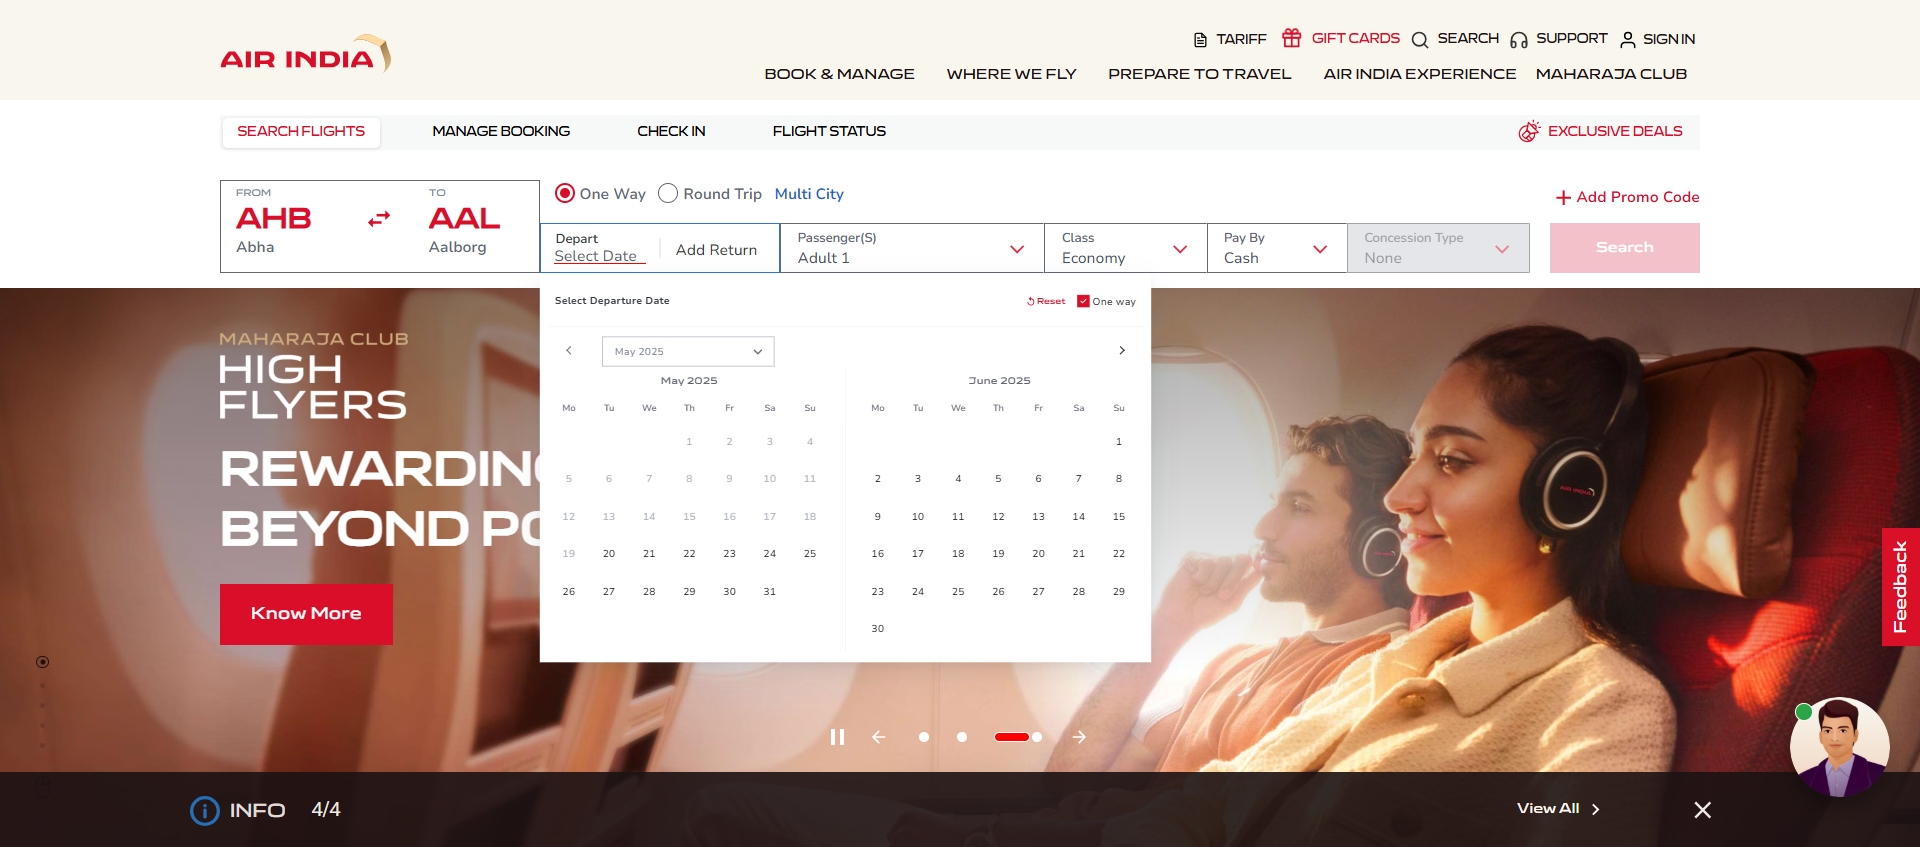 AIR INDIA
TARIFF GIFT CARDS SEARCH SUPPORT SIGN IN
BOOK & MANAGE WHERE WE FLY PREPARE TO TRAVEL AIR INDIA EXPERIENCE MAHARAJA CLUB
SEARCH FLIGHTS MANAGE BOOKING CHECK IN FLIGHT STATUS EXCLUSIVE DEALS
FROM TO
AHB AAL
Abha Aalborg
One Way Round Trip Multi City
Add Promo Code
Depart
Select Date
Add Return
Passenger(S)
Adult 1
Class
Economy
Pay By
Cash
Concession Type
None
Search
Select Departure Date Reset One way
May 2025
May 2025
Mo Tu We Th Fr Sa Su
1 2 3 4
5 6 7 8 9 10 11
12 13 14 15 16 17 18
19 20 21 22 23 24 25
26 27 28 29 30 31
June 2025
Mo Tu We Th Fr Sa Su
1
2 3 4 5 6 7 8
9 10 11 12 13 14 15
16 17 18 19 20 21 22
23 24 25 26 27 28 29
30
MAHARAJA CLUB
HIGH
FLYERS
REWARDING
BEYOND PO
Know More
AIR INDIA
Feedback
INFO 4/4 View All